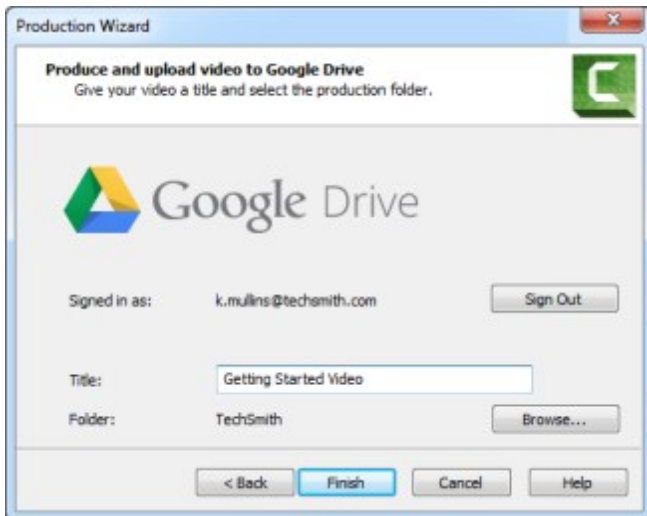 Production Wizard
Produce and upload video to Google Drive
Give your video a title and select the production folder.
Google Drive
Signed in as: k.mullins@techsmith.com Sign Out
Title: Getting Started Video
Folder: TechSmith Browse...
< Back Finish Cancel Help